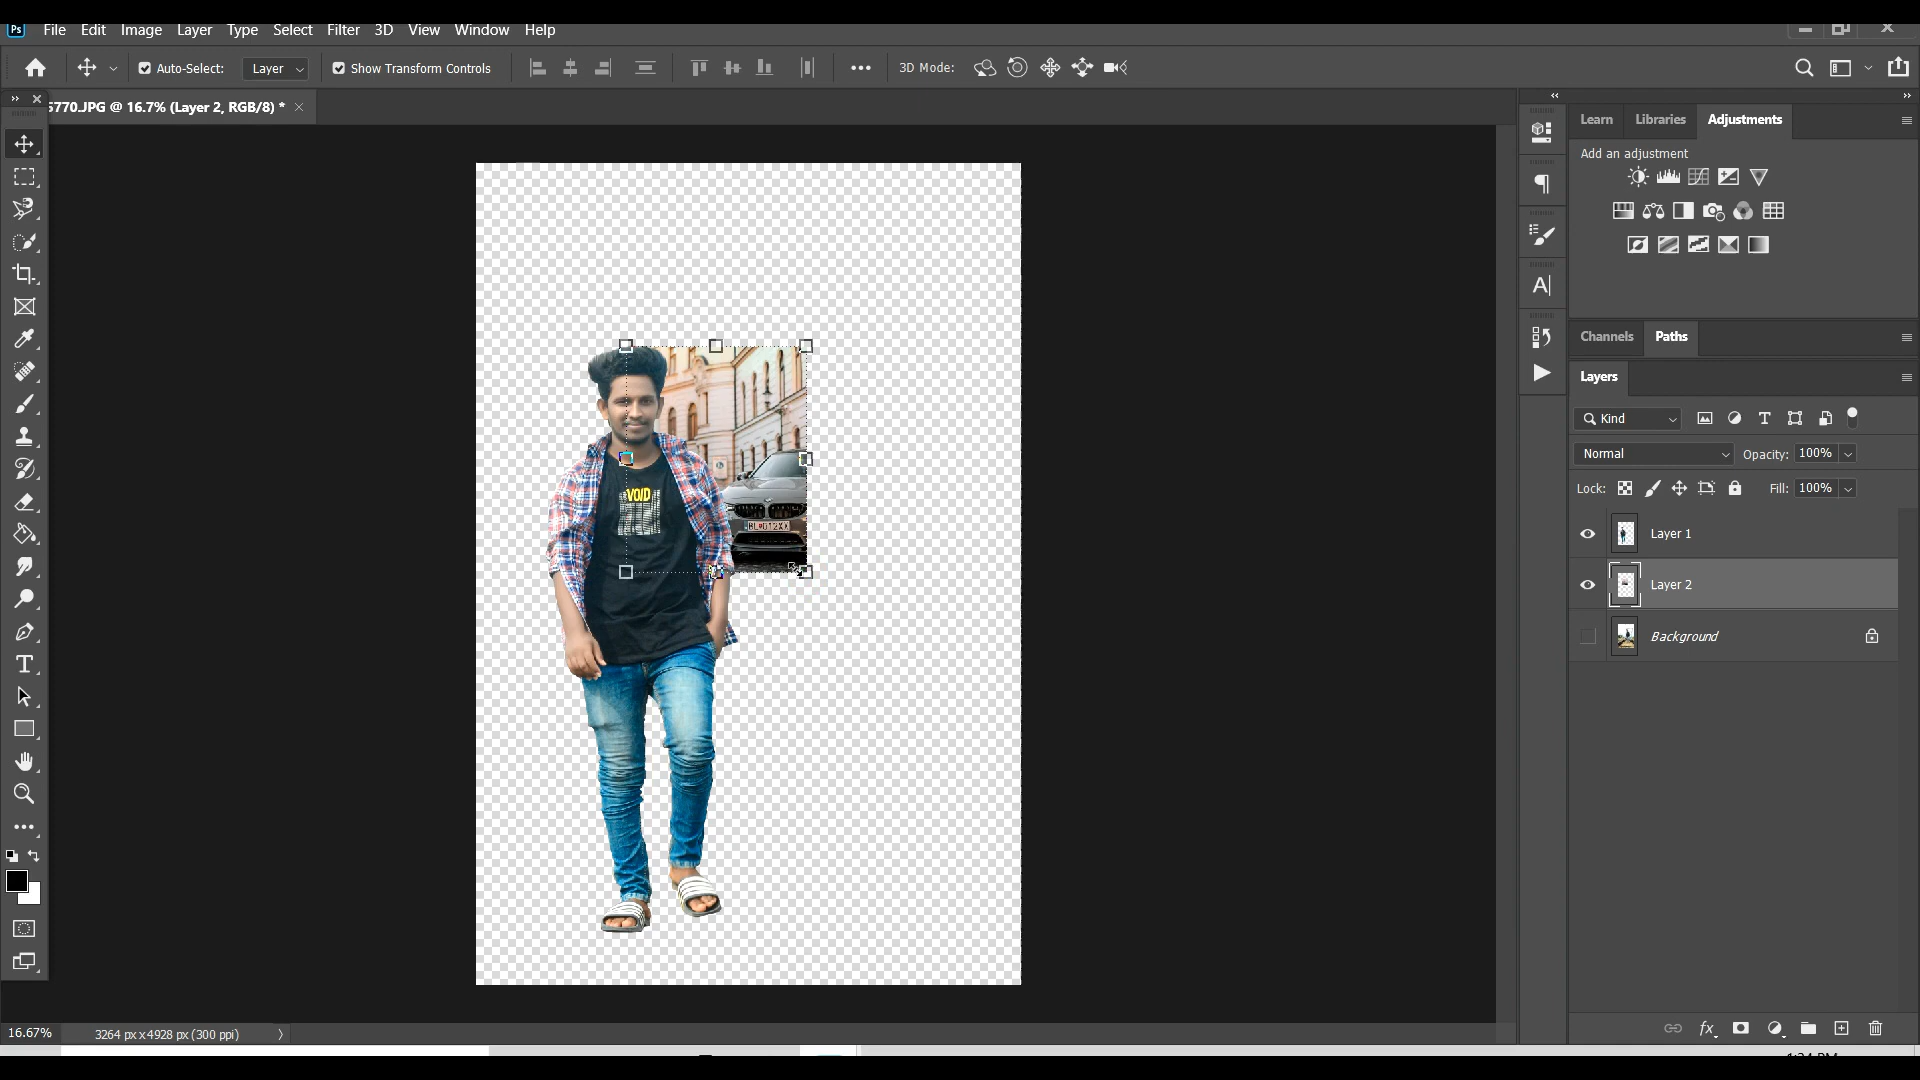 Ps File Edit Image Layer Type Select Filter 3D View Window Help
Auto-Select: Layer Show Transform Controls 3D Mode:
5770.JPG @ 16.7% (Layer 2, RGB/8) *
Learn Libraries Adjustments
Add an adjustment
Channels Paths
Layers
Kind
Normal Opacity: 100%
Lock: Fill: 100%
Layer 1
Layer 2
Background
VOID
16.67% 3264 px x 4928 px (300 ppi)